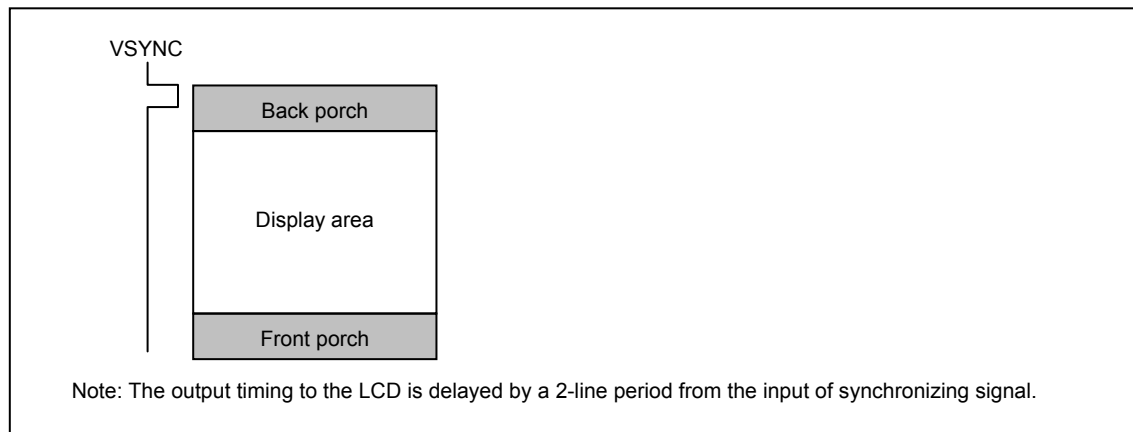 VSYNC
Back porch
Display area
Front porch
Note: The output timing to the LCD is delayed by a 2-line period from the input of synchronizing signal.